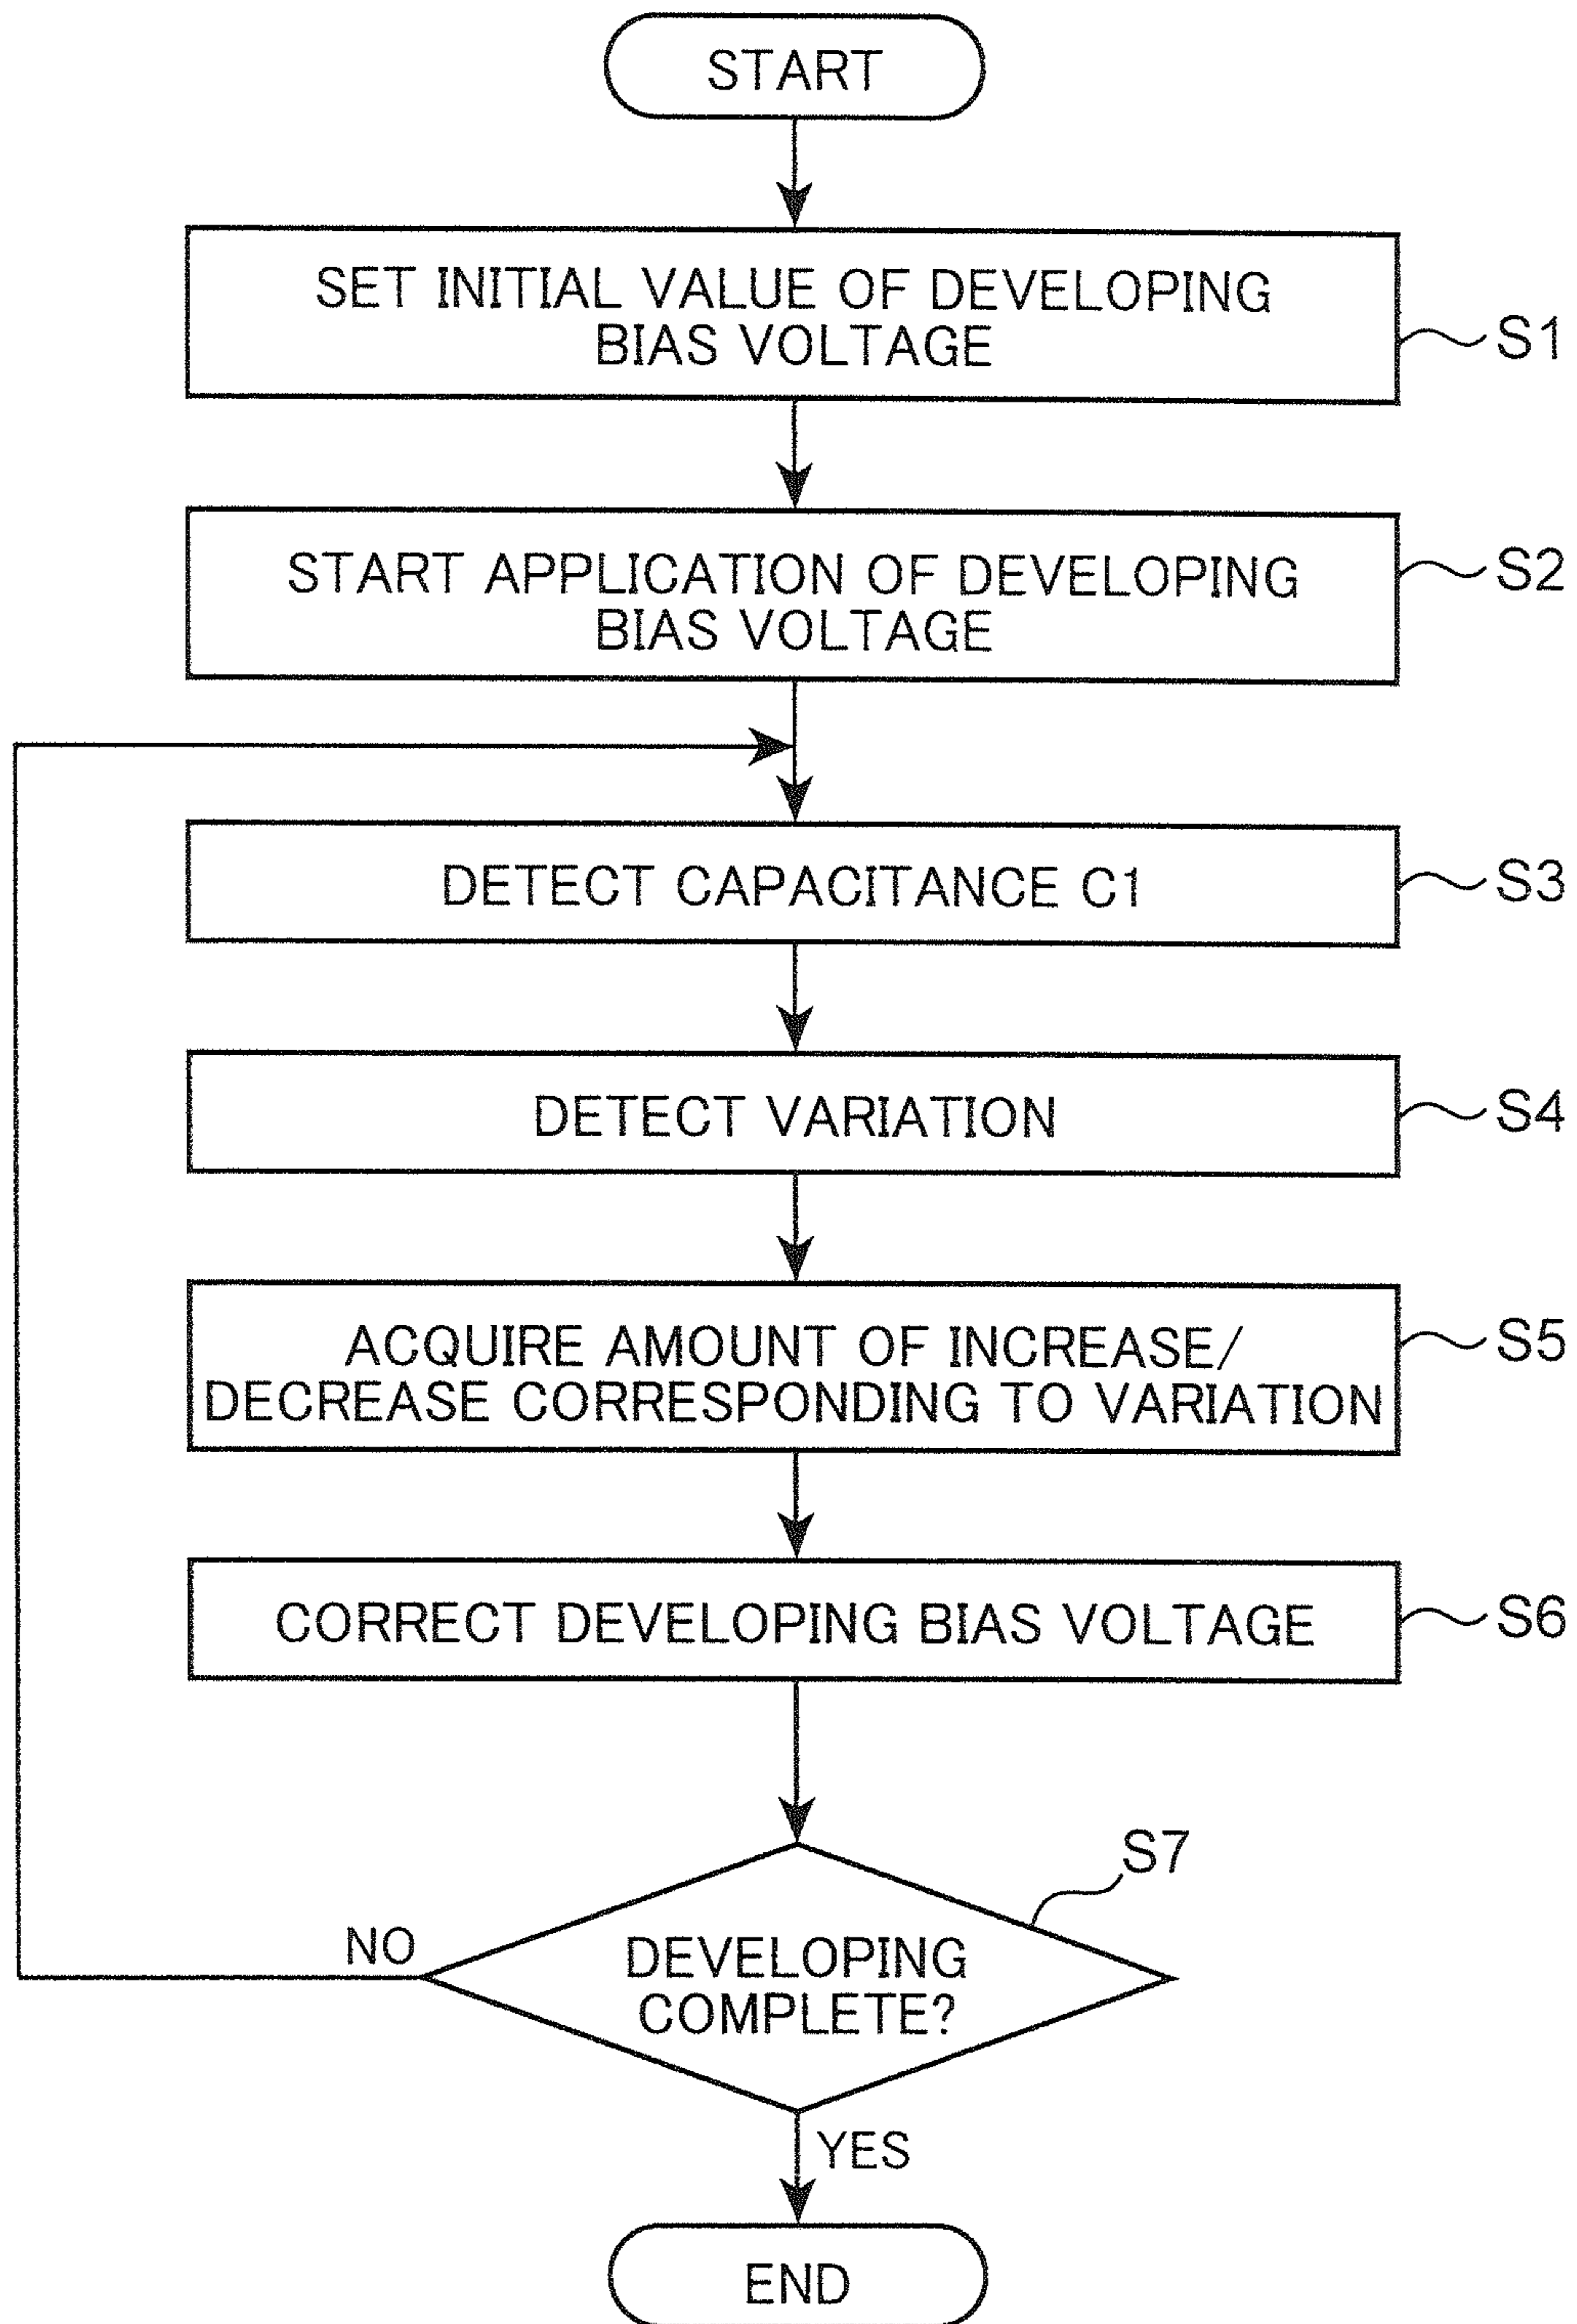 START
SET INITIAL VALUE OF DEVELOPING
BIAS VOLTAGE
S1
START APPLICATION OF DEVELOPING
BIAS VOLTAGE
S2
DETECT CAPACITANCE C1
S3
DETECT VARIATION
S4
ACQUIRE AMOUNT OF INCREASE/
DECREASE CORRESPONDING TO VARIATION
S5
CORRECT DEVELOPING BIAS VOLTAGE
S6
S7
NO
DEVELOPING
COMPLETE?
YES
END